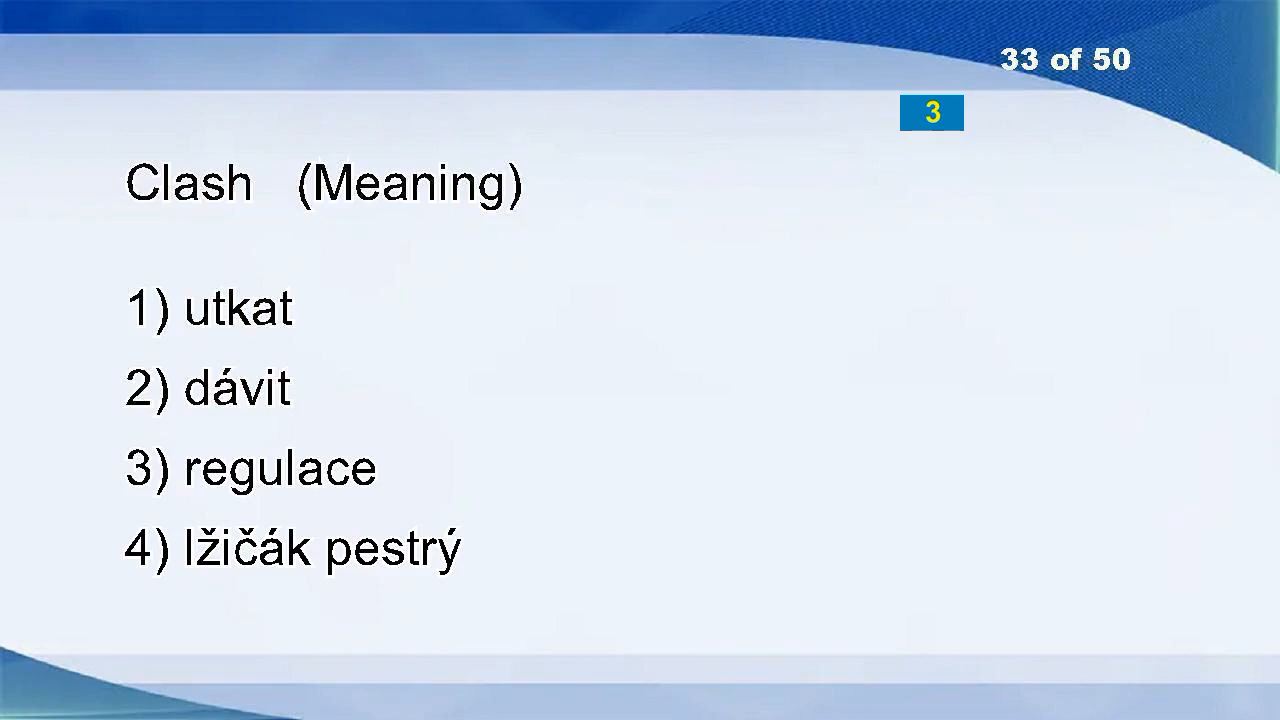 33 of 50
3
Clash (Meaning)
1) utkat
2) dávit
3) regulace
4) lžičák pestrý